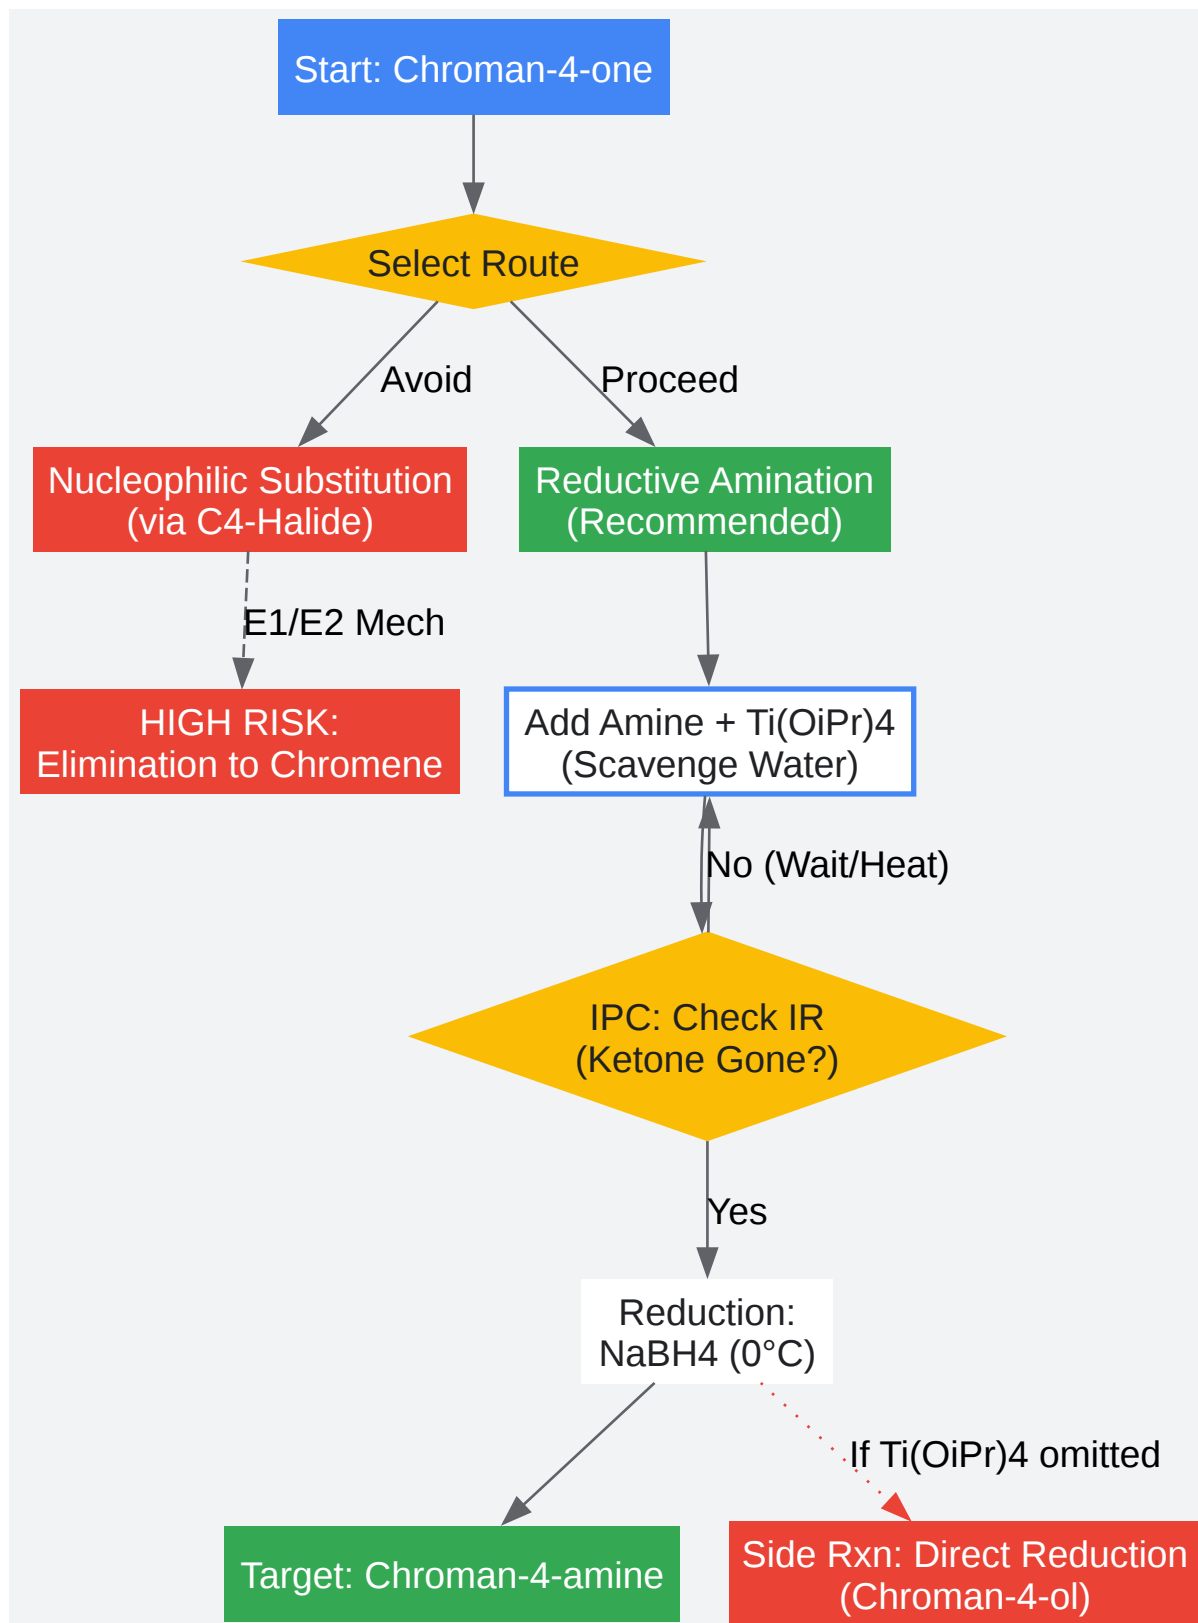 Start: Chroman-4-one
Select Route
Avoid
Proceed
Nucleophilic Substitution
(via C4-Halide)
Reductive Amination
(Recommended)
E1/E2 Mech
HIGH RISK:
Elimination to Chromene
Add Amine + Ti(OiPr)4
(Scavenge Water)
No (Wait/Heat)
IPC: Check IR
(Ketone Gone?)
Yes
Reduction:
NaBH4 (0°C)
If Ti(OiPr)4 omitted
Target: Chroman-4-amine
Side Rxn: Direct Reduction
(Chroman-4-ol)